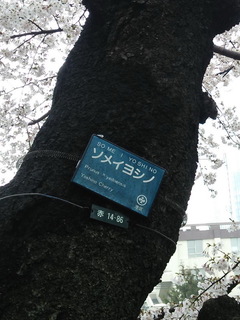 SO ME YO SHI NO
ソメイヨシノ
Prunus × yedoensis
Yoshino Cherry
赤 14-86